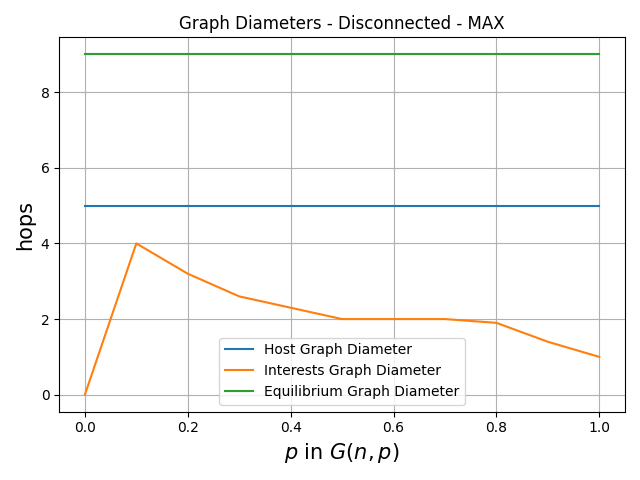 Graph Diameters - Disconnected - MAX
hops
8
6
4
2
0
Host Graph Diameter
Interests Graph Diameter
Equilibrium Graph Diameter
0.0 0.2 0.4 0.6 0.8 1.0
p in G(n, p)